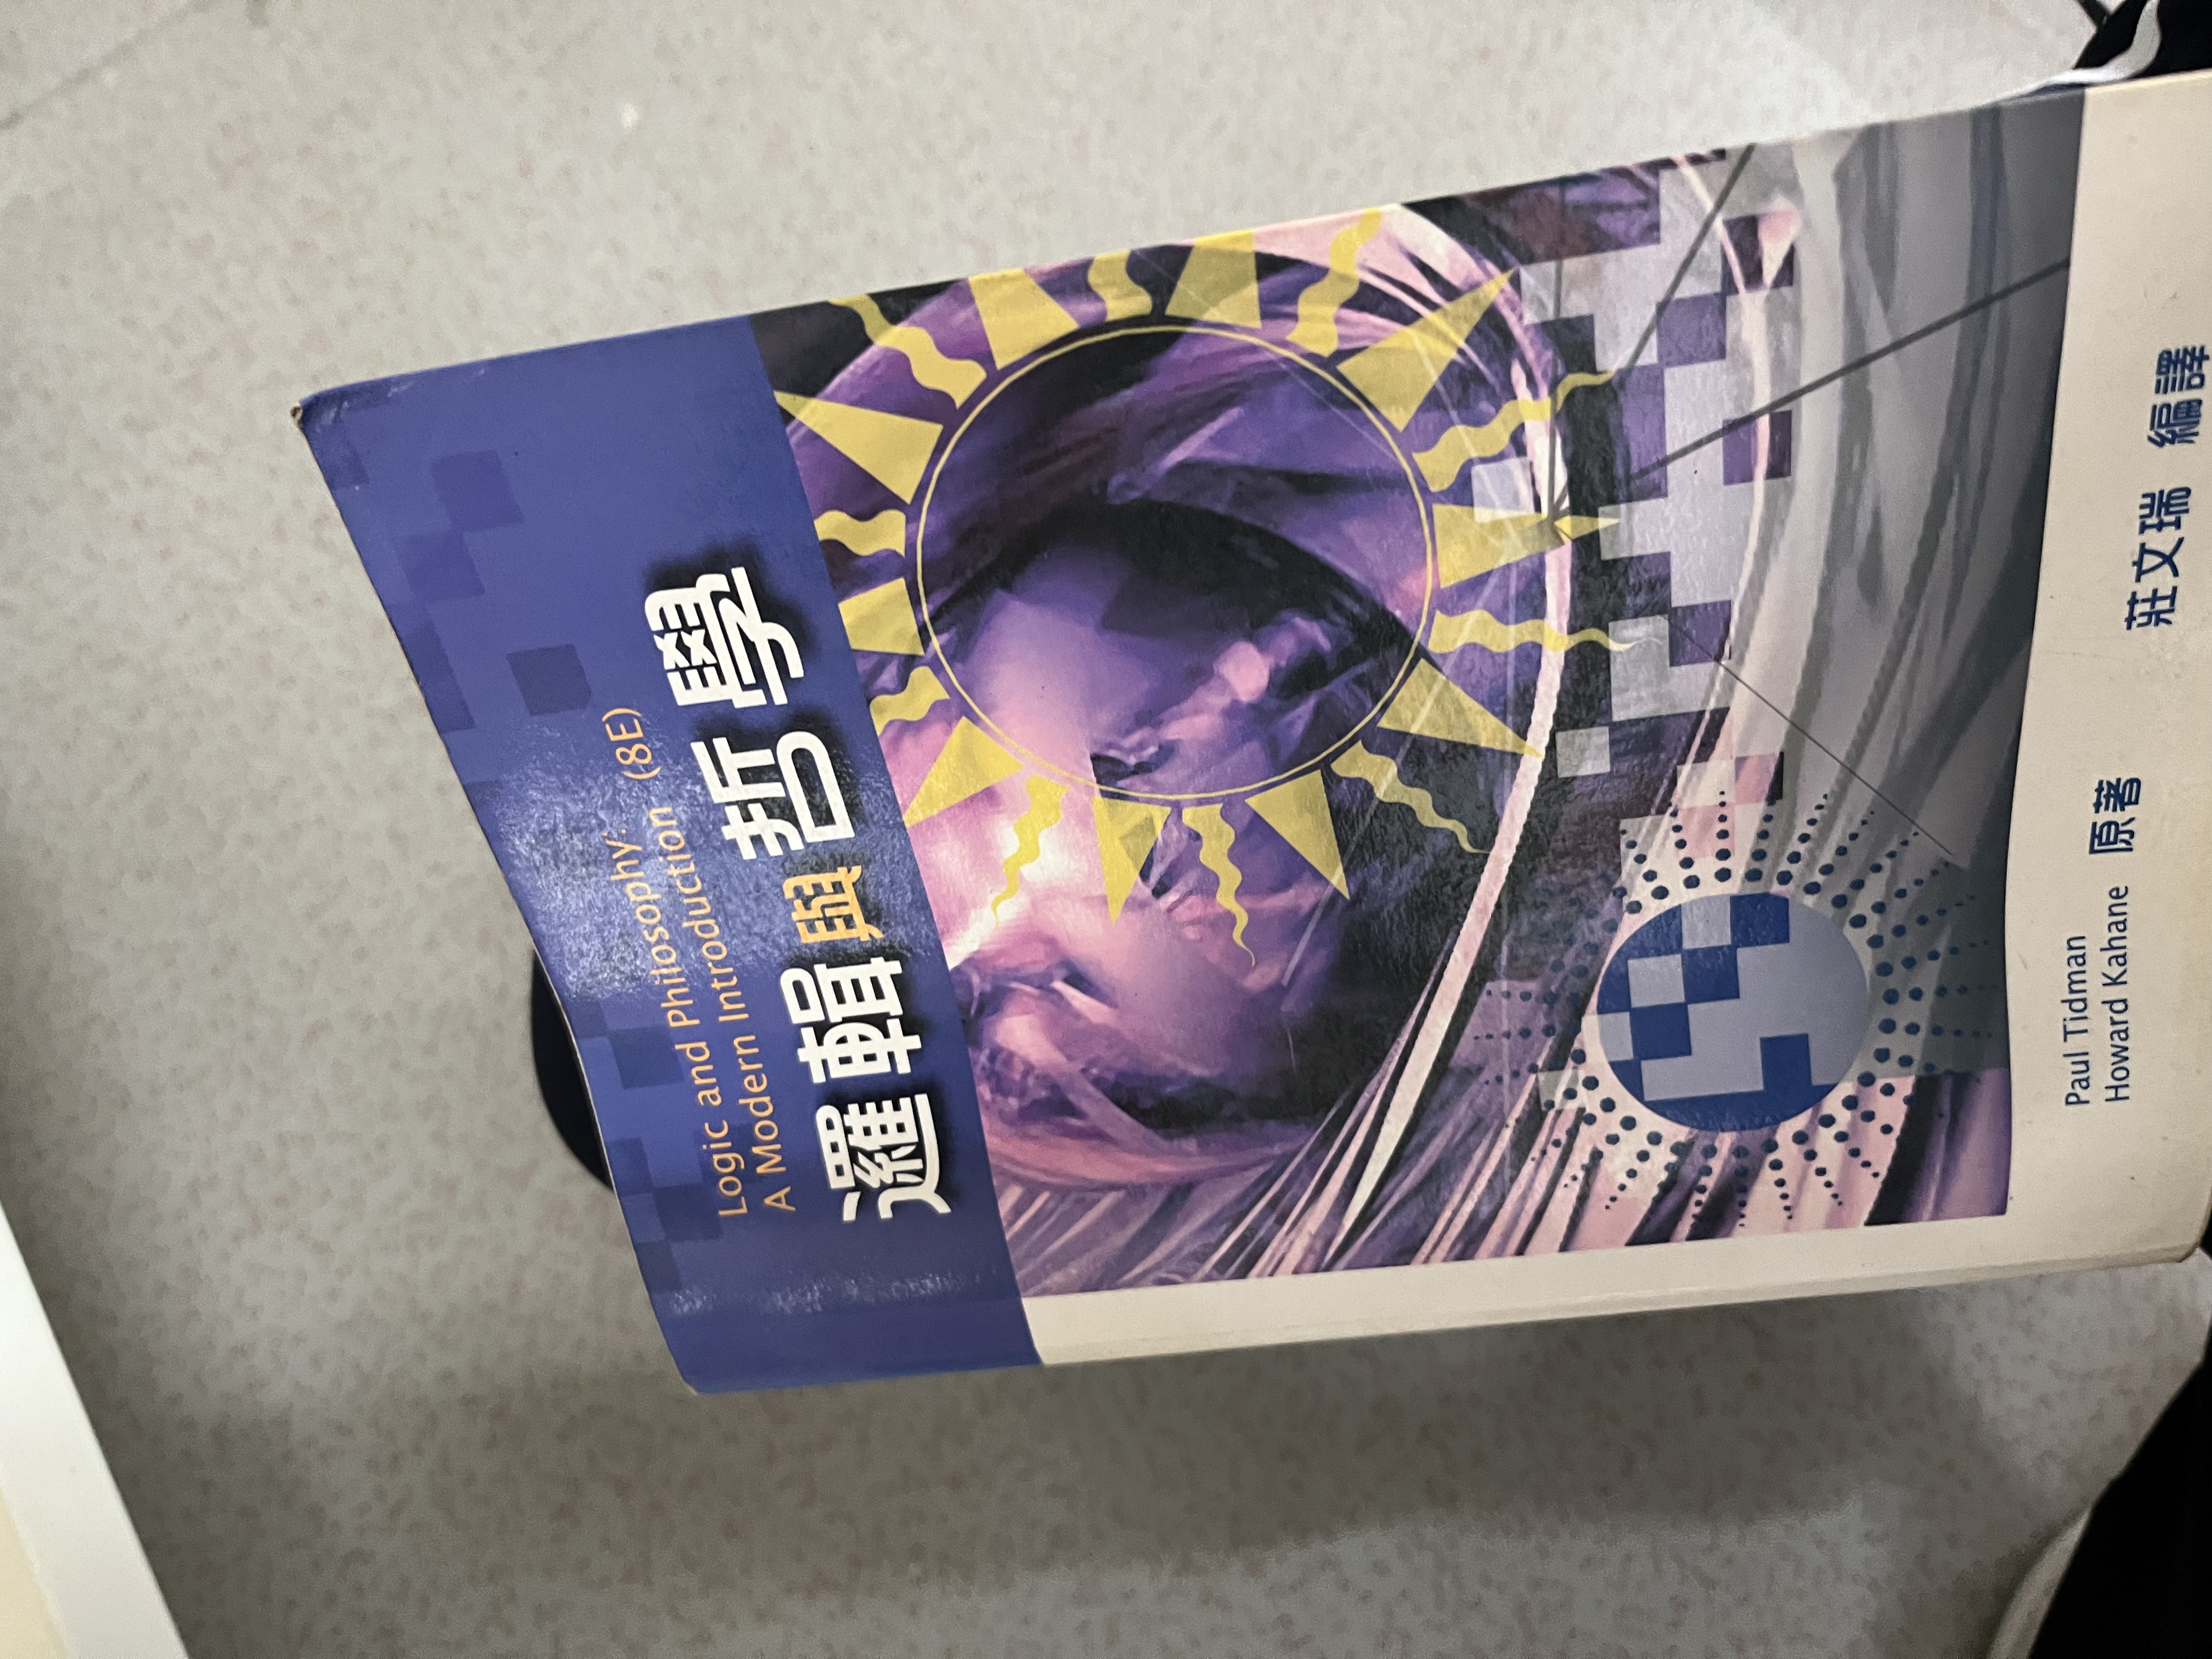 Logic and Philosophy:
A Modern Introduction (8E)
邏輯與哲學
Paul Tidman
Howard Kahane 原著
莊文瑞 編譯